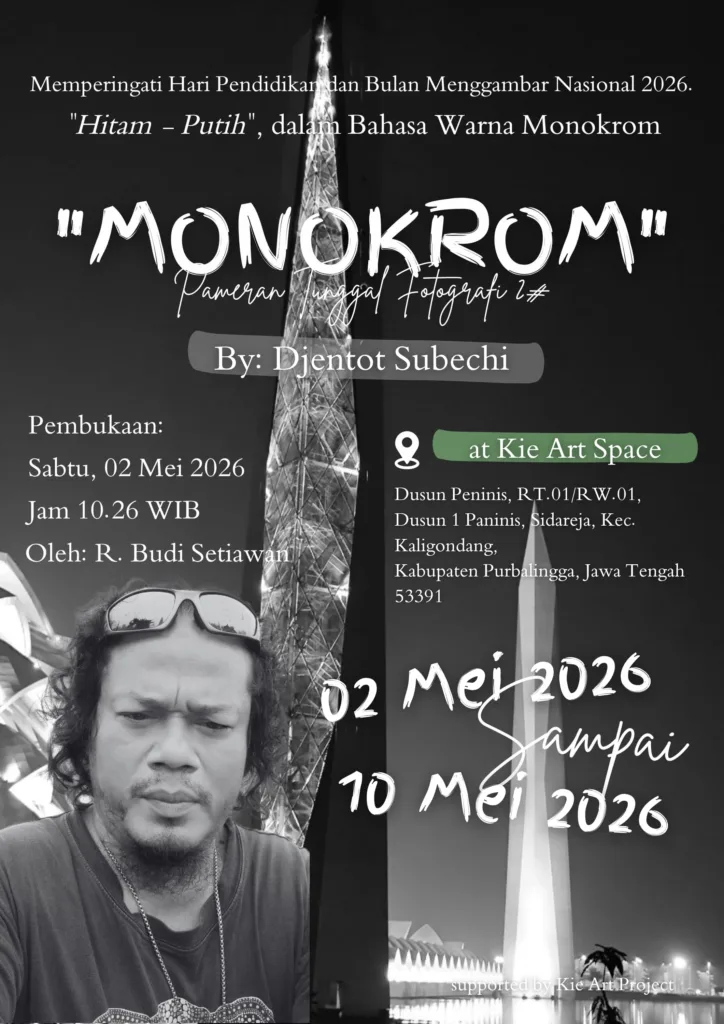 Memperingati Hari Pendidikan dan Bulan Menggambar Nasional 2026.
"Hitam – Putih", dalam Bahasa Warna Monokrom
"MONOKROM"
Pameran Tunggal Fotografi 2#
By: Djentot Subechi
Pembukaan:
Sabtu, 02 Mei 2026
Jam 10.26 WIB
Oleh: R. Budi Setiawan
at Kie Art Space
Dusun Peninis, RT.01/RW.01,
Dusun 1 Paninis, Sidareja, Kec.
Kaligondang,
Kabupaten Purbalingga, Jawa Tengah
53391
02 Mei 2026
Sampai
10 Mei 2026
supported by Kie Art Project